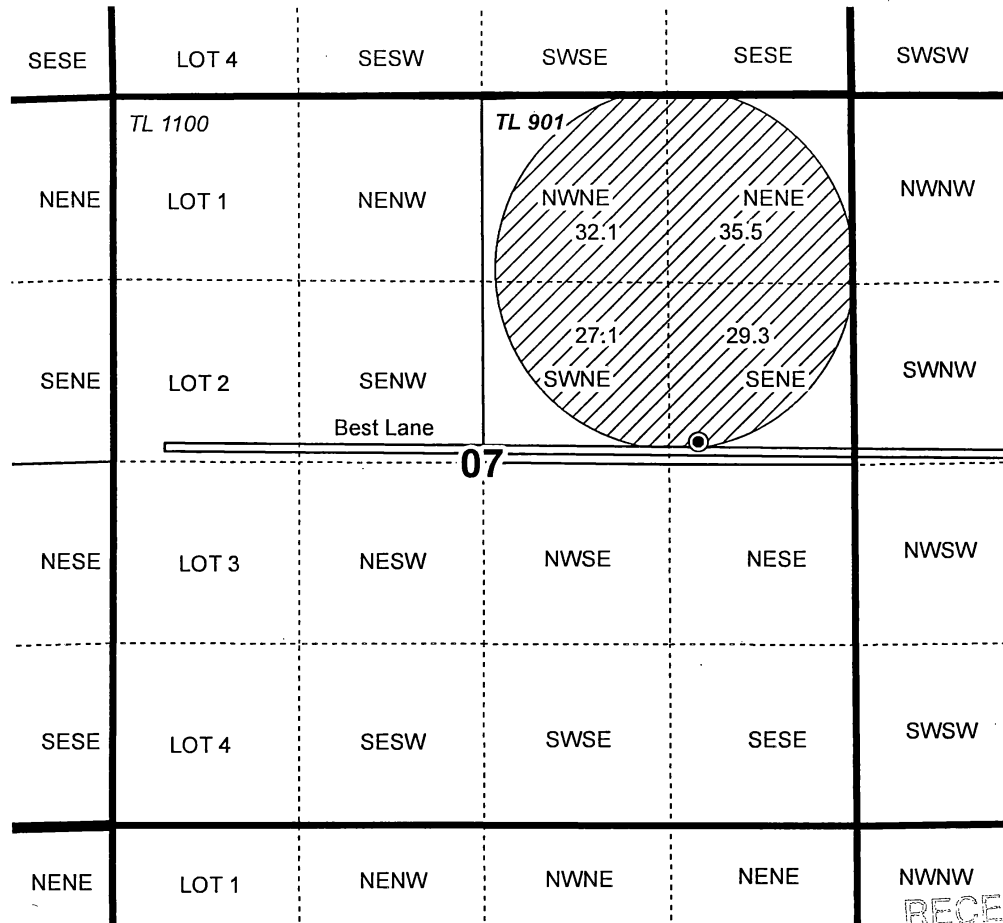 SESE LOT 4 SESW SWSE SESE SWSW
TL 1100 TL 901
NENE LOT 1 NENW NWNE NENE NWNW
32.1 35.5
27.1 29.3
SENE LOT 2 SENW SWNE SENE SWNW
Best Lane
07
NESE LOT 3 NESW NWSE NESE NWSW
SESE LOT 4 SESW SWSE SESE SWSW
NENE LOT 1 NENW NWNE NENE NWNW